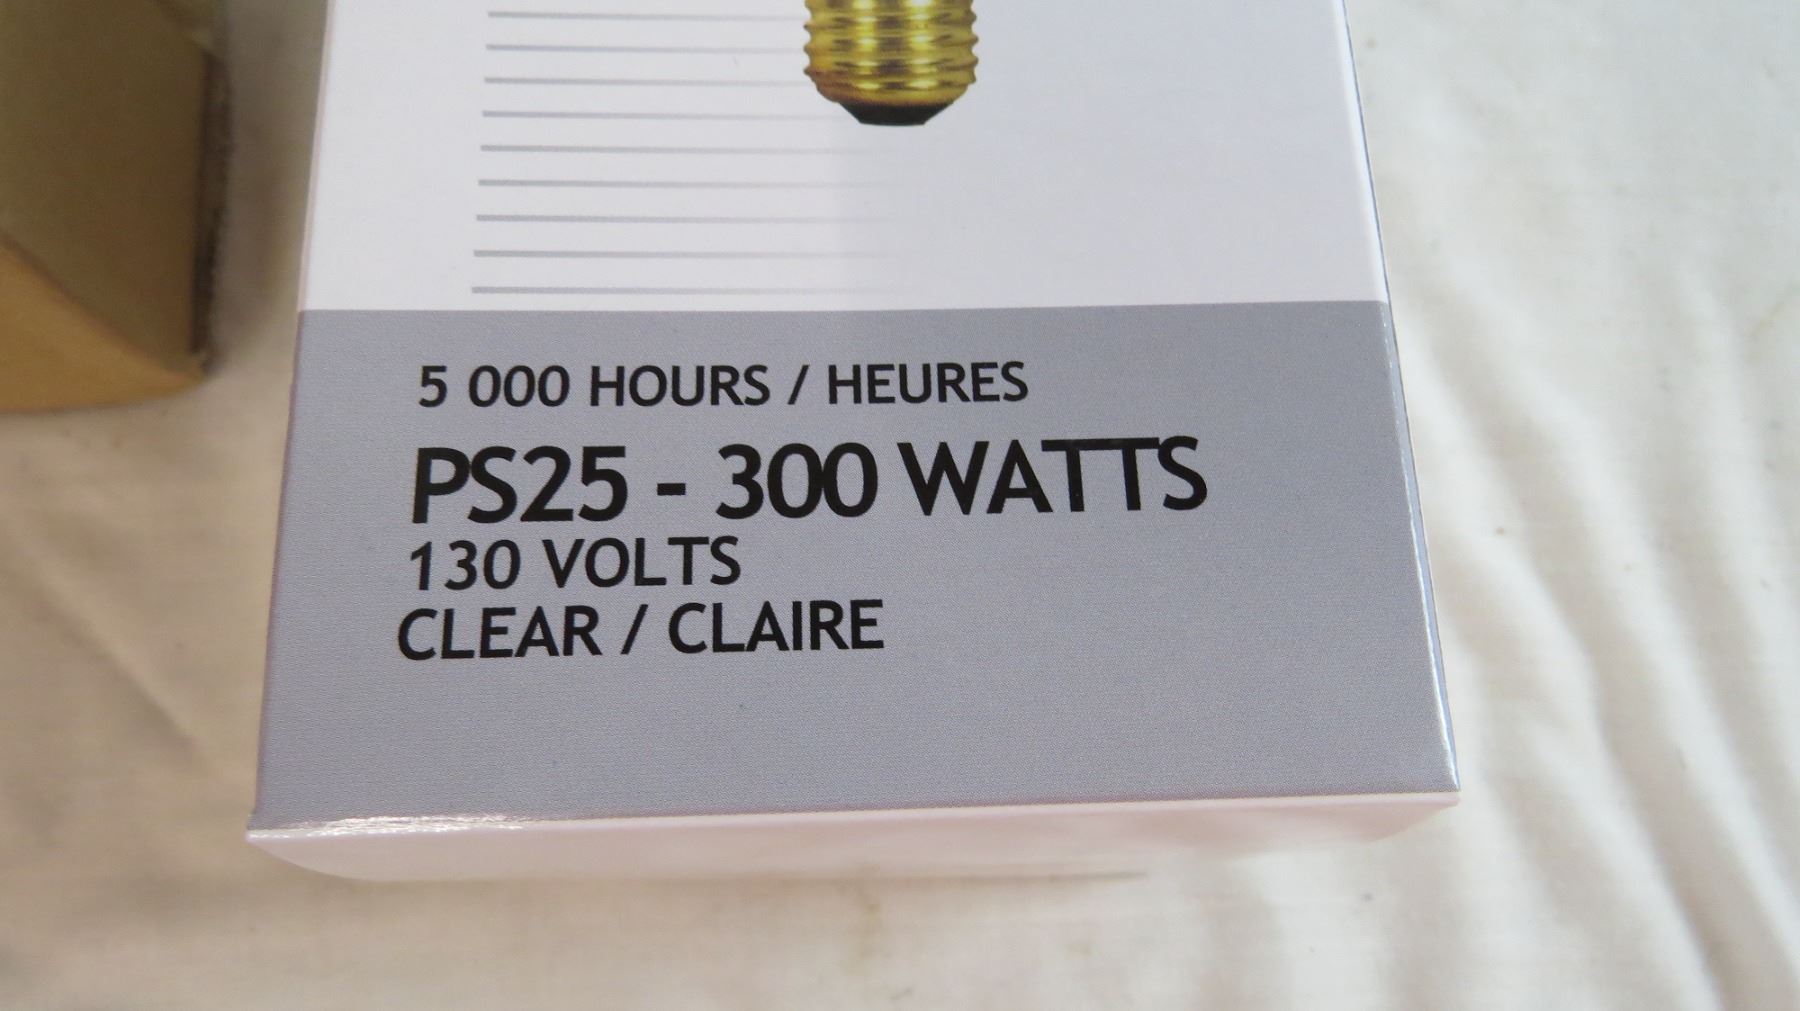 5 000 HOURS / HEURES
PS25 - 300 WATTS
130 VOLTS
CLEAR / CLAIRE